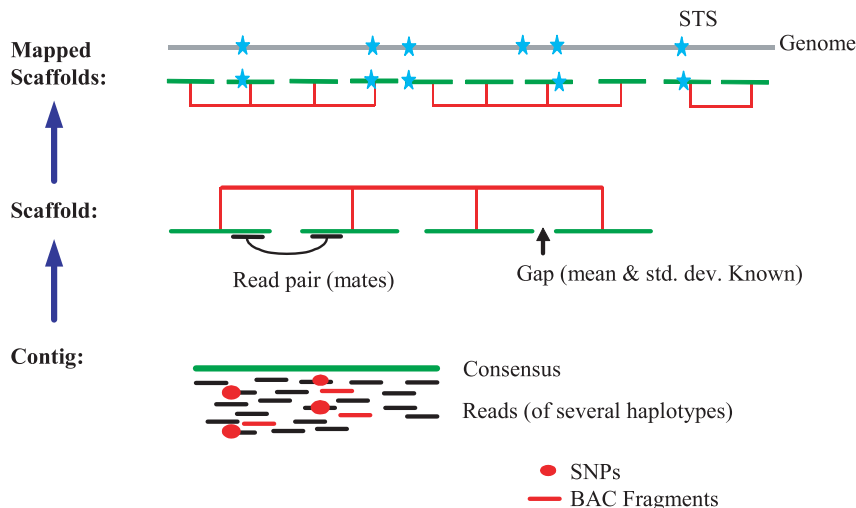 STS
Genome
Mapped
Scaffolds:
Scaffold:
Read pair (mates)
Gap (mean & std. dev. Known)
Contig:
Consensus
Reads (of several haplotypes)
SNPs
BAC Fragments